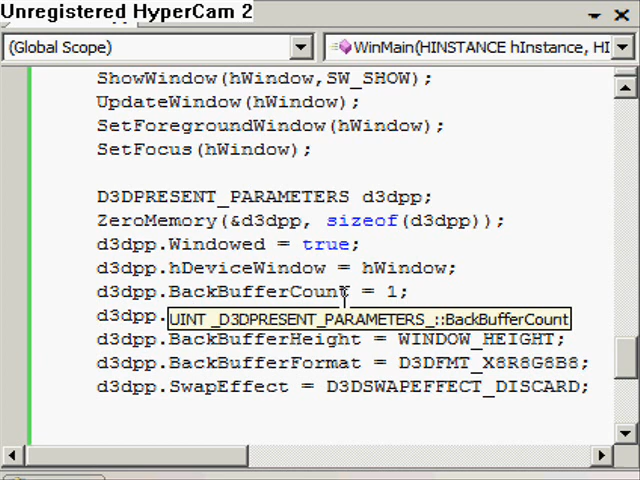 Unregistered HyperCam 2
(Global Scope)
WinMain(HINSTANCE hInstance, HI
ShowWindow(hWindow,SW_SHOW);
UpdateWindow(hWindow);
SetForegroundWindow(hWindow);
SetFocus(hWindow);
D3DPRESENT_PARAMETERS d3dpp;
ZeroMemory(&d3dpp, sizeof(d3dpp));
d3dpp.Windowed = true;
d3dpp.hDeviceWindow = hWindow;
d3dpp.BackBufferCount = 1;
d3dpp.
UINT _D3DPRESENT_PARAMETERS_::BackBufferCount
d3dpp.BackBufferHeight = WINDOW_HEIGHT;
d3dpp.BackBufferFormat = D3DFMT_X8R8G8B8;
d3dpp.SwapEffect = D3DSWAPEFFECT_DISCARD;